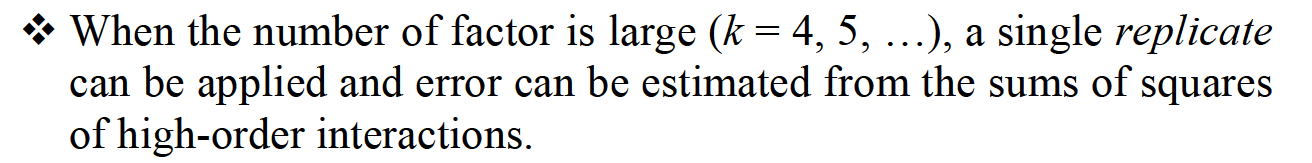 ❖ When the number of factor is large (k = 4, 5, …), a single replicate
can be applied and error can be estimated from the sums of squares
of high-order interactions.